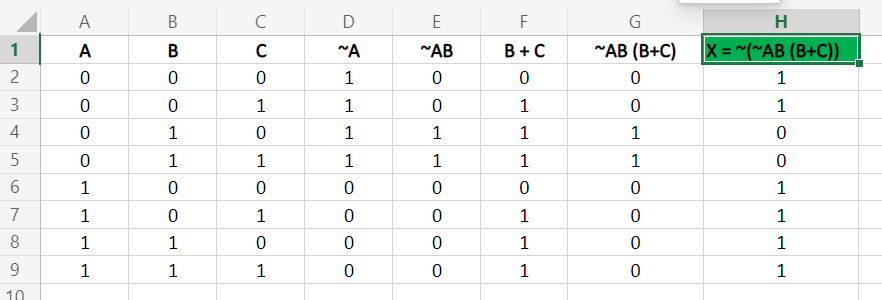 A B C D E F G H
1 A B C ~A ~AB B + C ~AB (B+C) X = ~(~AB (B+C))
2 0 0 0 1 0 0 0 1
3 0 0 1 1 0 1 0 1
4 0 1 0 1 1 1 1 0
5 0 1 1 1 1 1 1 0
6 1 0 0 0 0 0 0 1
7 1 0 1 0 0 1 0 1
8 1 1 0 0 0 1 0 1
9 1 1 1 0 0 1 0 1
10